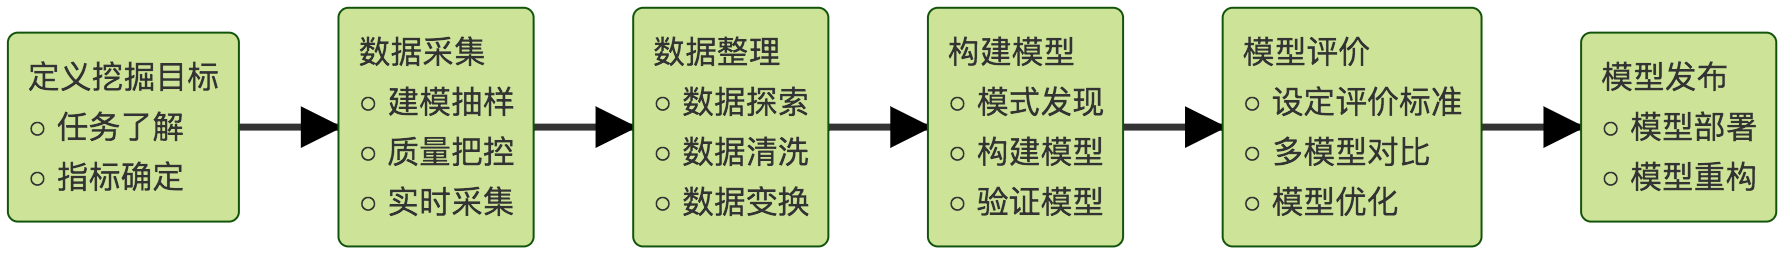 定义挖掘目标
○ 任务了解
○ 指标确定
数据采集
○ 建模抽样
○ 质量把控
○ 实时采集
数据整理
○ 数据探索
○ 数据清洗
○ 数据变换
构建模型
○ 模式发现
○ 构建模型
○ 验证模型
模型评价
○ 设定评价标准
○ 多模型对比
○ 模型优化
模型发布
○ 模型部署
○ 模型重构